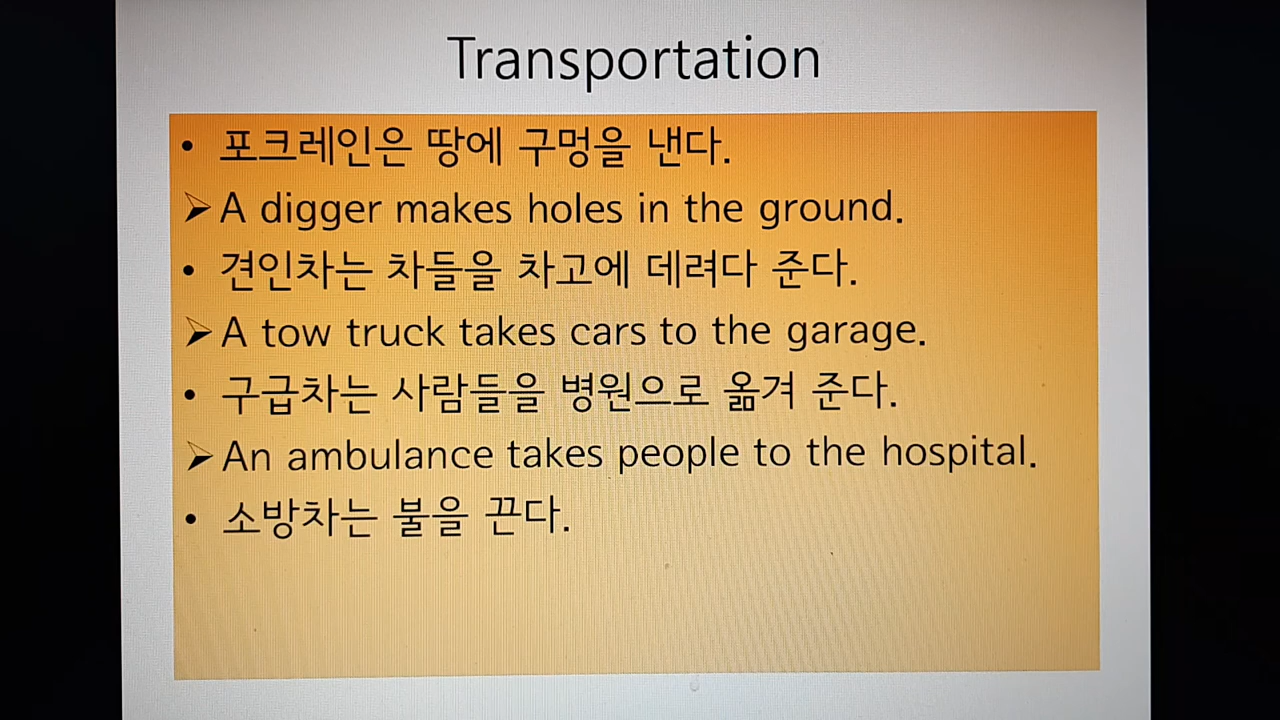 Transportation
• 포크레인은 땅에 구멍을 낸다.
➢ A digger makes holes in the ground.
• 견인차는 차들을 차고에 데려다 준다.
➢ A tow truck takes cars to the garage.
• 구급차는 사람들을 병원으로 옮겨 준다.
➢ An ambulance takes people to the hospital.
• 소방차는 불을 끈다.